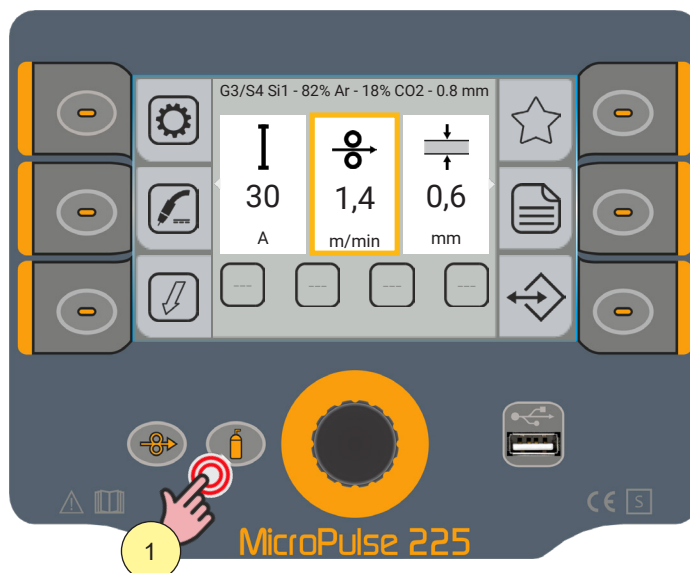 G3/S4 Si1 - 82% Ar - 18% CO2 - 0.8 mm
I
30
1,4
0,6
A
m/min
mm
--- --- --- ---
1
MicroPulse 225
CE S